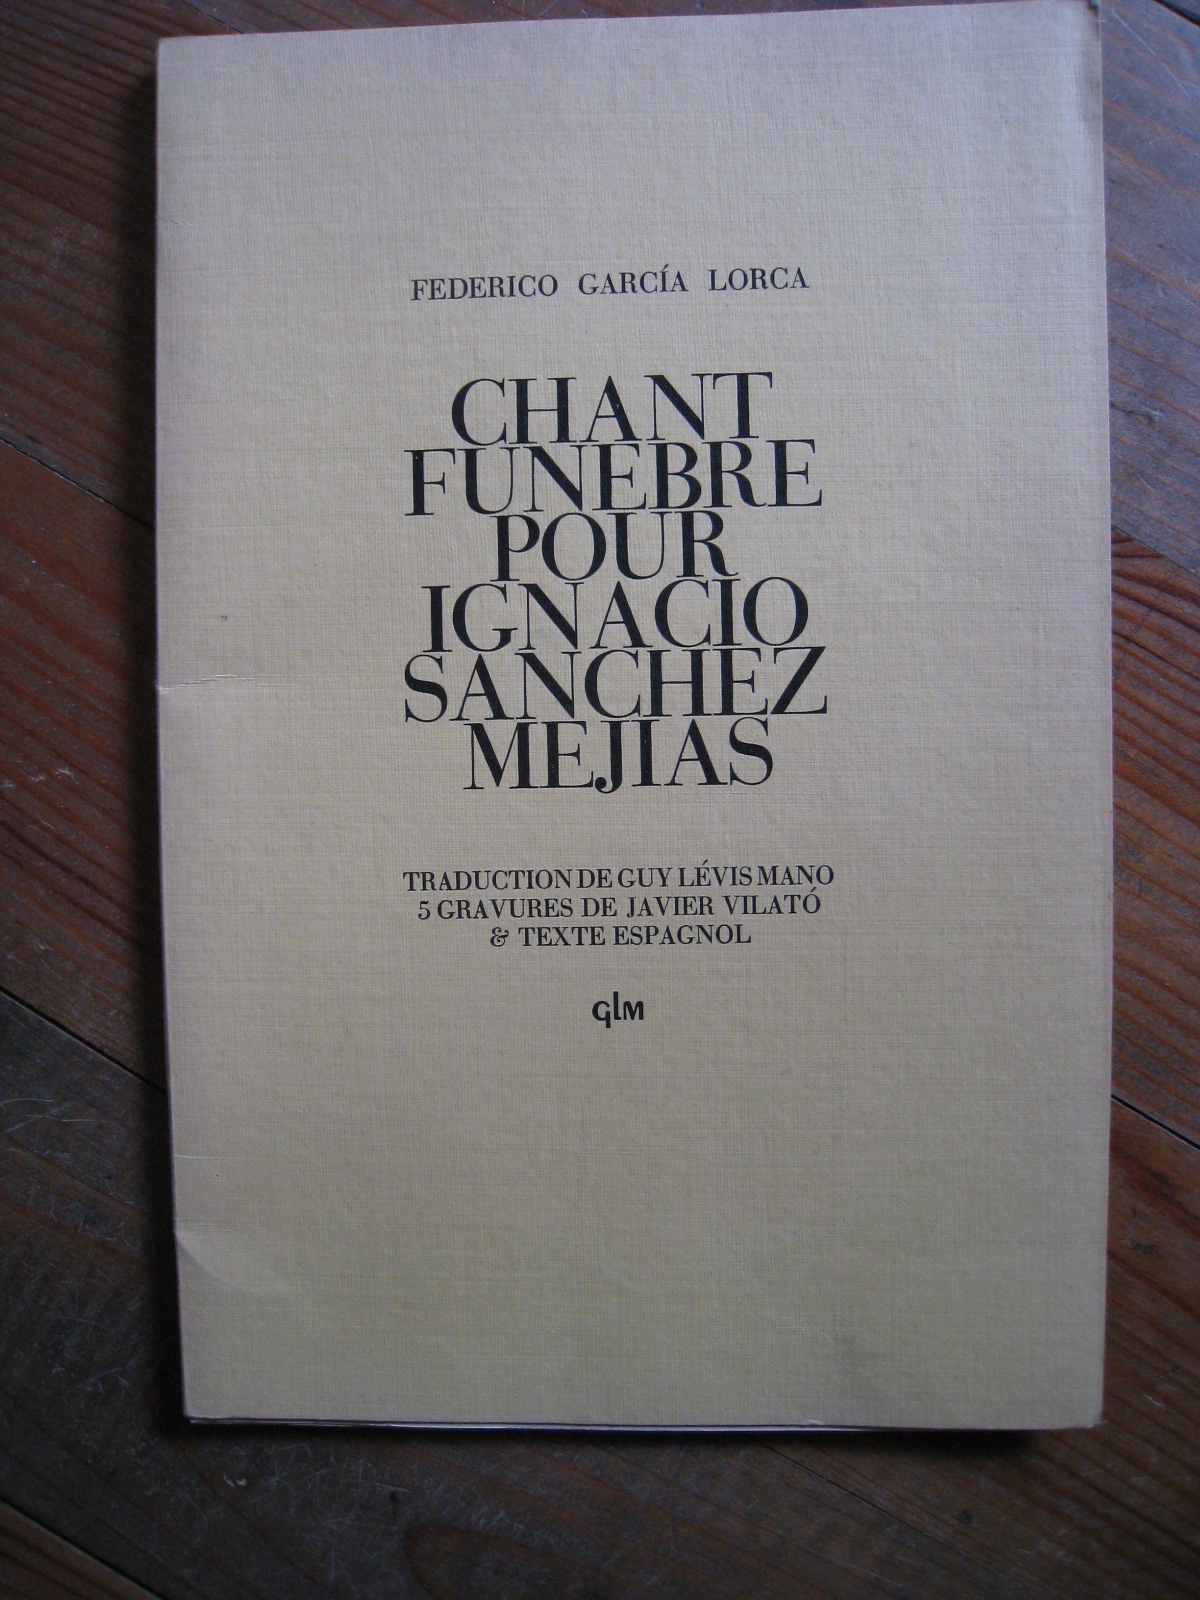 FEDERICO GARCÍA LORCA
CHANT
FUNEBRE
POUR
IGNACIO
SANCHEZ
MEJIAS
TRADUCTION DE GUY LÉVIS MANO
5 GRAVURES DE JAVIER VILATÓ
& TEXTE ESPAGNOL
GLM